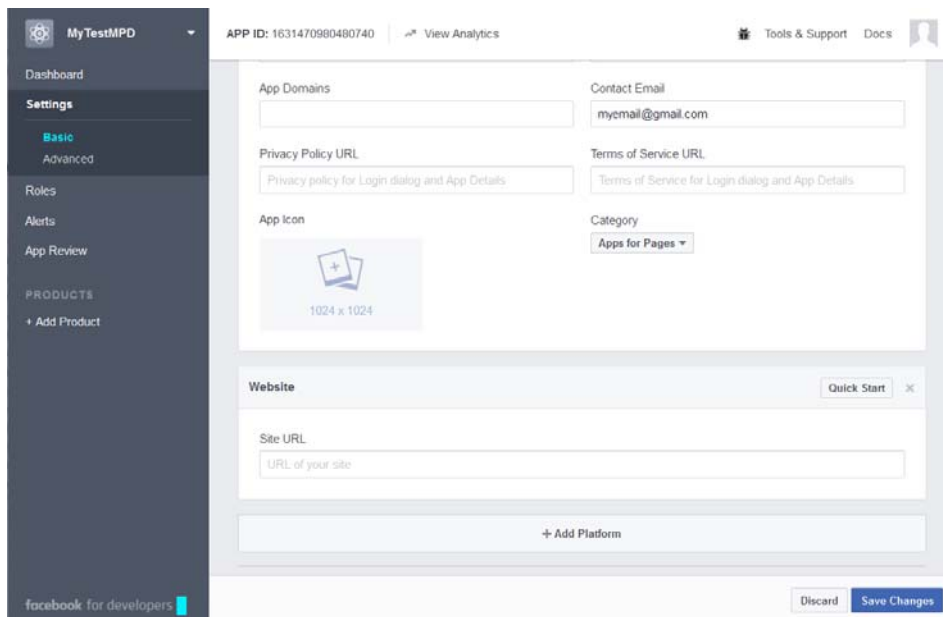 MyTestMPD
APP ID: 1631470980480740
View Analytics
Tools & Support
Docs
Dashboard
Settings
Basic
Advanced
Roles
Alerts
App Review
PRODUCTS
+ Add Product
facebook for developers
App Domains
Contact Email
myemail@gmail.com
Privacy Policy URL
Terms of Service URL
Privacy policy for Login dialog and App Details
Terms of Service for Login dialog and App Details
App Icon
Category
Apps for Pages
1024 x 1024
Website
Quick Start
Site URL
URL of your site
+ Add Platform
Discard
Save Changes